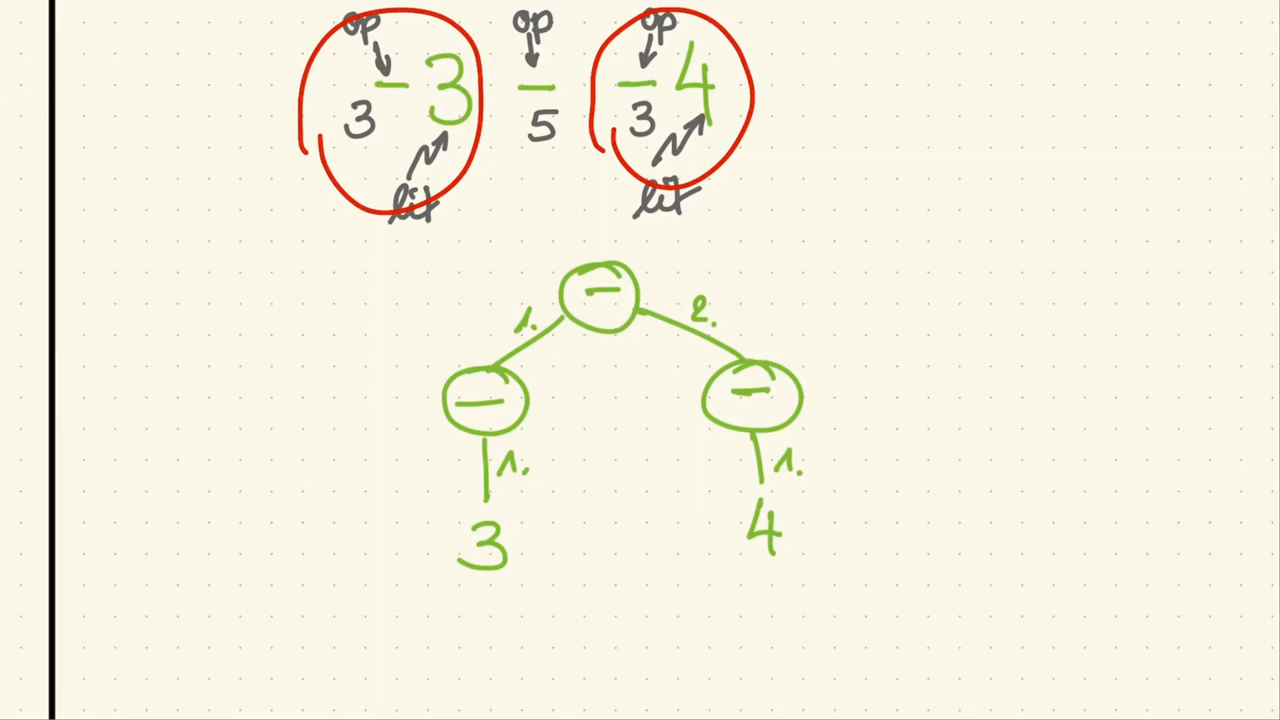 op op op
- 3 - - 4
3 5 3
lit lit
-
1. 2.
- -
1. 1.
3 4